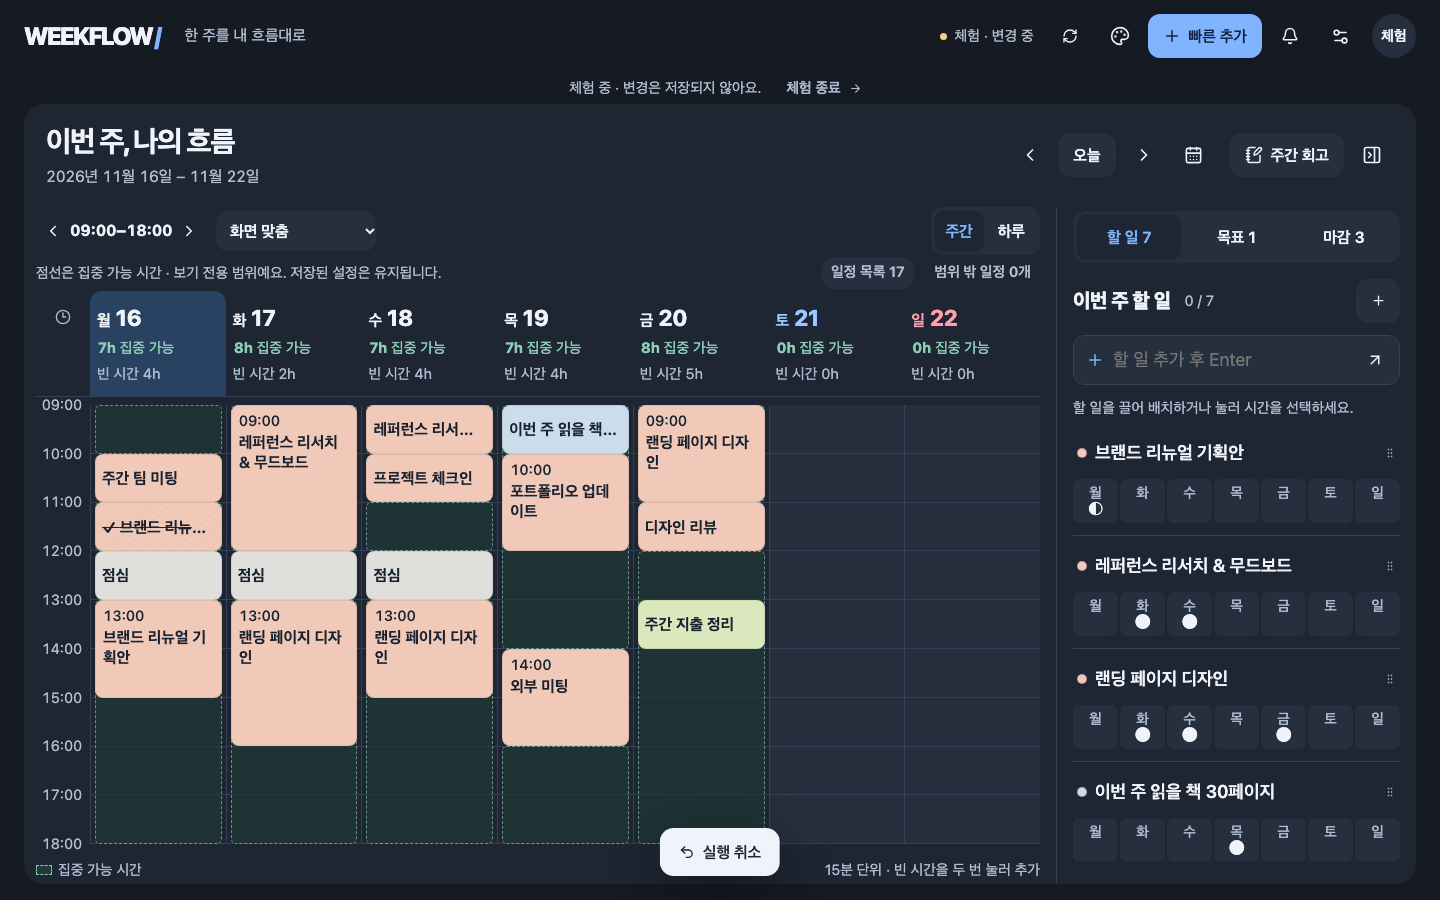 WEEKFLOW/
한 주를 내 흐름대로
체험 · 변경 중
+ 빠른 추가
체험
체험 중 · 변경은 저장되지 않아요.
체험 종료 →
이번 주, 나의 흐름
2026년 11월 16일 – 11월 22일
오늘
주간 회고
09:00–18:00
화면 맞춤
주간
하루
점선은 집중 가능 시간 · 보기 전용 범위예요. 저장된 설정은 유지됩니다.
일정 목록 17
범위 밖 일정 0개
월 16
7h 집중 가능
빈 시간 4h
화 17
8h 집중 가능
빈 시간 2h
수 18
7h 집중 가능
빈 시간 4h
목 19
7h 집중 가능
빈 시간 4h
금 20
8h 집중 가능
빈 시간 5h
토 21
0h 집중 가능
빈 시간 0h
일 22
0h 집중 가능
빈 시간 0h
09:00
10:00
11:00
12:00
13:00
14:00
15:00
16:00
17:00
18:00
주간 팀 미팅
✓ 브랜드 리뉴...
점심
13:00
브랜드 리뉴얼 기
획안
09:00
레퍼런스 리서치
& 무드보드
점심
13:00
랜딩 페이지 디자
인
레퍼런스 리서...
프로젝트 체크인
점심
13:00
랜딩 페이지 디자
인
이번 주 읽을 책...
10:00
포트폴리오 업데
이트
14:00
외부 미팅
09:00
랜딩 페이지 디자
인
디자인 리뷰
주간 지출 정리
집중 가능 시간
실행 취소
15분 단위 · 빈 시간을 두 번 눌러 추가
할 일 7
목표 1
마감 3
이번 주 할 일
0 / 7
+
+ 할 일 추가 후 Enter
할 일을 끌어 배치하거나 눌러 시간을 선택하세요.
브랜드 리뉴얼 기획안
월 화 수 목 금 토 일
레퍼런스 리서치 & 무드보드
월 화 수 목 금 토 일
랜딩 페이지 디자인
월 화 수 목 금 토 일
이번 주 읽을 책 30페이지
월 화 수 목 금 토 일